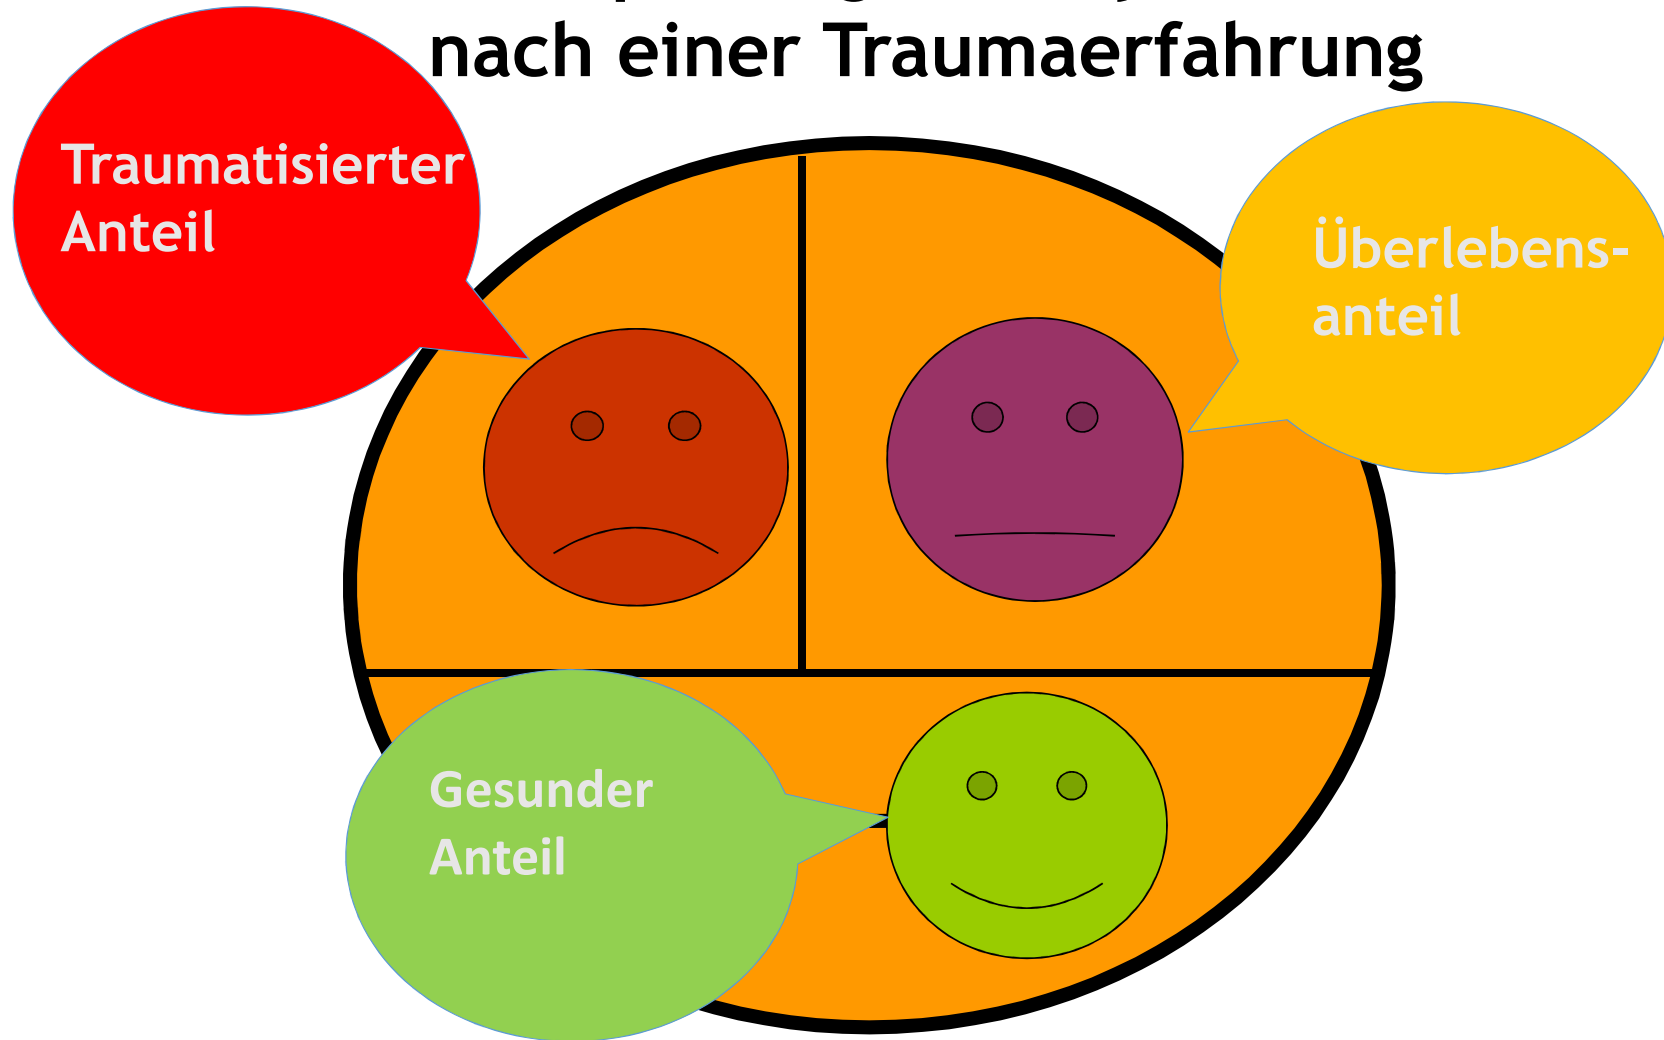 nach einer Traumaerfahrung
Traumatisierter
Anteil
Überlebens-
anteil
Gesunder
Anteil